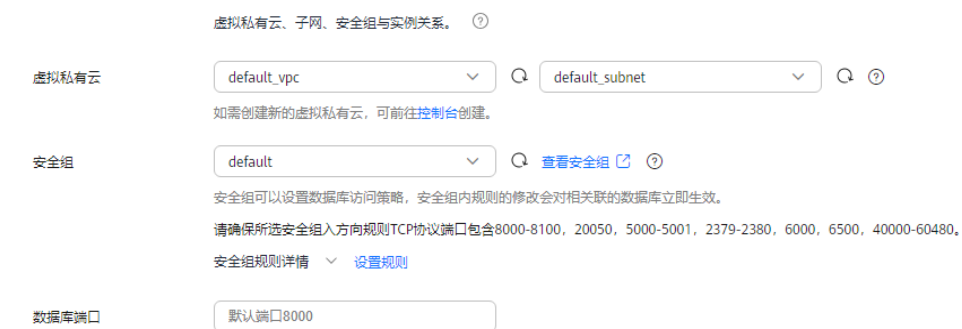 虚拟私有云、子网、安全组与实例关系。
虚拟私有云 default_vpc default_subnet
如需创建新的虚拟私有云，可前往控制台创建。
安全组 default 查看安全组
安全组可以设置数据库访问策略，安全组内规则的修改会对相关联的数据库立即生效。
请确保所选安全组入方向规则TCP协议端口包含8000-8100，20050，5000-5001，2379-2380，6000，6500，40000-60480。
安全组规则详情 设置规则
数据库端口 默认端口8000